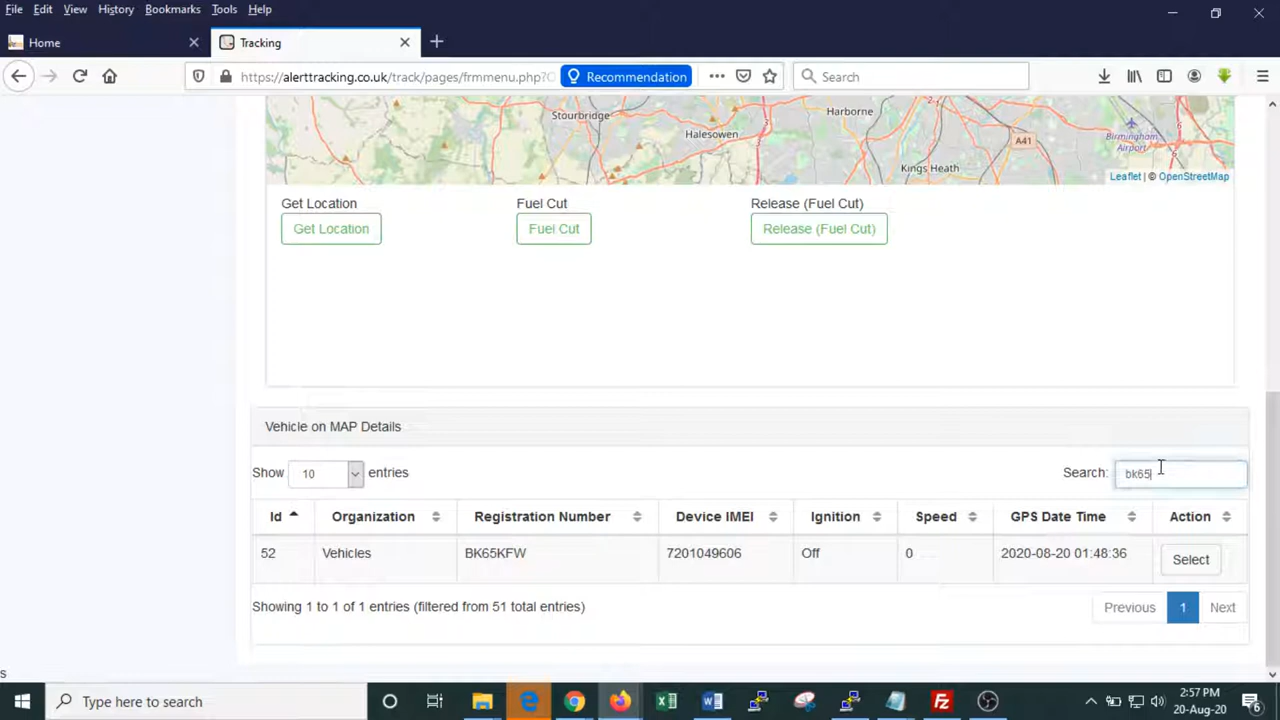 File Edit View History Bookmarks Tools Help
Home
Tracking
https://alerttracking.co.uk/track/pages/frmmenu.php?
Recommendation
Search
Stourbridge
Halesowen
Harborne
Birmingham
Airport
A41
Kings Heath
Leaflet | © OpenStreetMap
Get Location Fuel Cut Release (Fuel Cut)
Get Location Fuel Cut Release (Fuel Cut)
Vehicle on MAP Details
Show 10 entries Search: bk65
Id Organization Registration Number Device IMEI Ignition Speed GPS Date Time Action
52 Vehicles BK65KFW 7201049606 Off 0 2020-08-20 01:48:36 Select
Showing 1 to 1 of 1 entries (filtered from 51 total entries) Previous 1 Next
s
Type here to search
2:57 PM
20-Aug-20
6